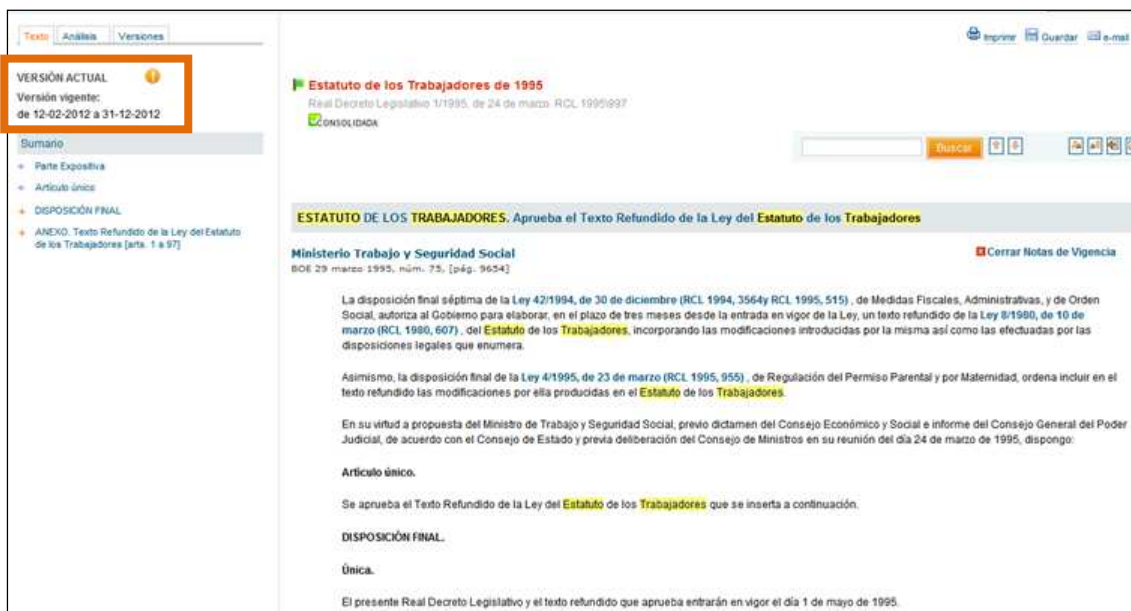 Texto Análisis Versiones
Imprimir Guardar e-mail
VERSIÓN ACTUAL
Versión vigente:
de 12-02-2012 a 31-12-2012
Sumario
Parte Expositiva
Artículo único
DISPOSICIÓN FINAL
ANEXO. Texto Refundido de la Ley del Estatuto
de los Trabajadores [arts. 1 a 97]
Estatuto de los Trabajadores de 1995
Real Decreto Legislativo 1/1995, de 24 de marzo. RCL 1995\997
CONSOLIDADA
Buscar
ESTATUTO DE LOS TRABAJADORES. Aprueba el Texto Refundido de la Ley del Estatuto de los Trabajadores
Ministerio Trabajo y Seguridad Social
Cerrar Notas de Vigencia
BOE 29 marzo 1995, núm. 75, [pág. 9654]
La disposición final séptima de la Ley 42/1994, de 30 de diciembre (RCL 1994, 3564y RCL 1995, 515) , de Medidas Fiscales, Administrativas, y de Orden
Social, autoriza al Gobierno para elaborar, en el plazo de tres meses desde la entrada en vigor de la Ley, un texto refundido de la Ley 8/1980, de 10 de
marzo (RCL 1980, 607) , del Estatuto de los Trabajadores, incorporando las modificaciones introducidas por la misma así como las efectuadas por las
disposiciones legales que enumera.
Asimismo, la disposición final de la Ley 4/1995, de 23 de marzo (RCL 1995, 955) , de Regulación del Permiso Parental y por Maternidad, ordena incluir en el
texto refundido las modificaciones por ella producidas en el Estatuto de los Trabajadores.
En su virtud a propuesta del Ministro de Trabajo y Seguridad Social, previo dictamen del Consejo Económico y Social e informe del Consejo General del Poder
Judicial, de acuerdo con el Consejo de Estado y previa deliberación del Consejo de Ministros en su reunión del día 24 de marzo de 1995, dispongo:
Artículo único.
Se aprueba el Texto Refundido de la Ley del Estatuto de los Trabajadores que se inserta a continuación.
DISPOSICIÓN FINAL.
Única.
El presente Real Decreto Legislativo y el texto refundido que aprueba entrarán en vigor el día 1 de mayo de 1995.